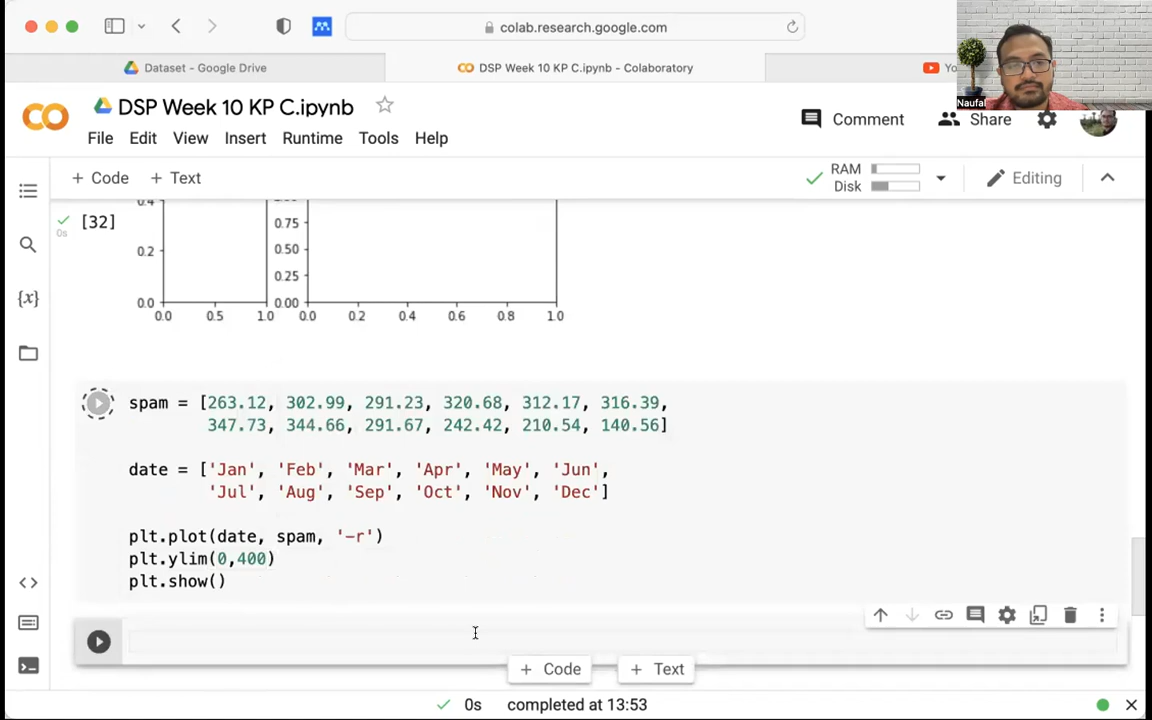 colab.research.google.com
Dataset - Google Drive
DSP Week 10 KP C.ipynb - Colaboratory
Yo
Naufal
DSP Week 10 KP C.ipynb
Comment
Share
File Edit View Insert Runtime Tools Help
+ Code + Text
RAM
Disk
Editing
[32]
0s
0.4
0.2
0.0
0.0 0.5 1.0
0.75
0.50
0.25
0.00
0.0 0.2 0.4 0.6 0.8 1.0
spam = [263.12, 302.99, 291.23, 320.68, 312.17, 316.39,
347.73, 344.66, 291.67, 242.42, 210.54, 140.56]
date = ['Jan', 'Feb', 'Mar', 'Apr', 'May', 'Jun',
'Jul', 'Aug', 'Sep', 'Oct', 'Nov', 'Dec']
plt.plot(date, spam, '-r')
plt.ylim(0,400)
plt.show()
+ Code + Text
0s completed at 13:53